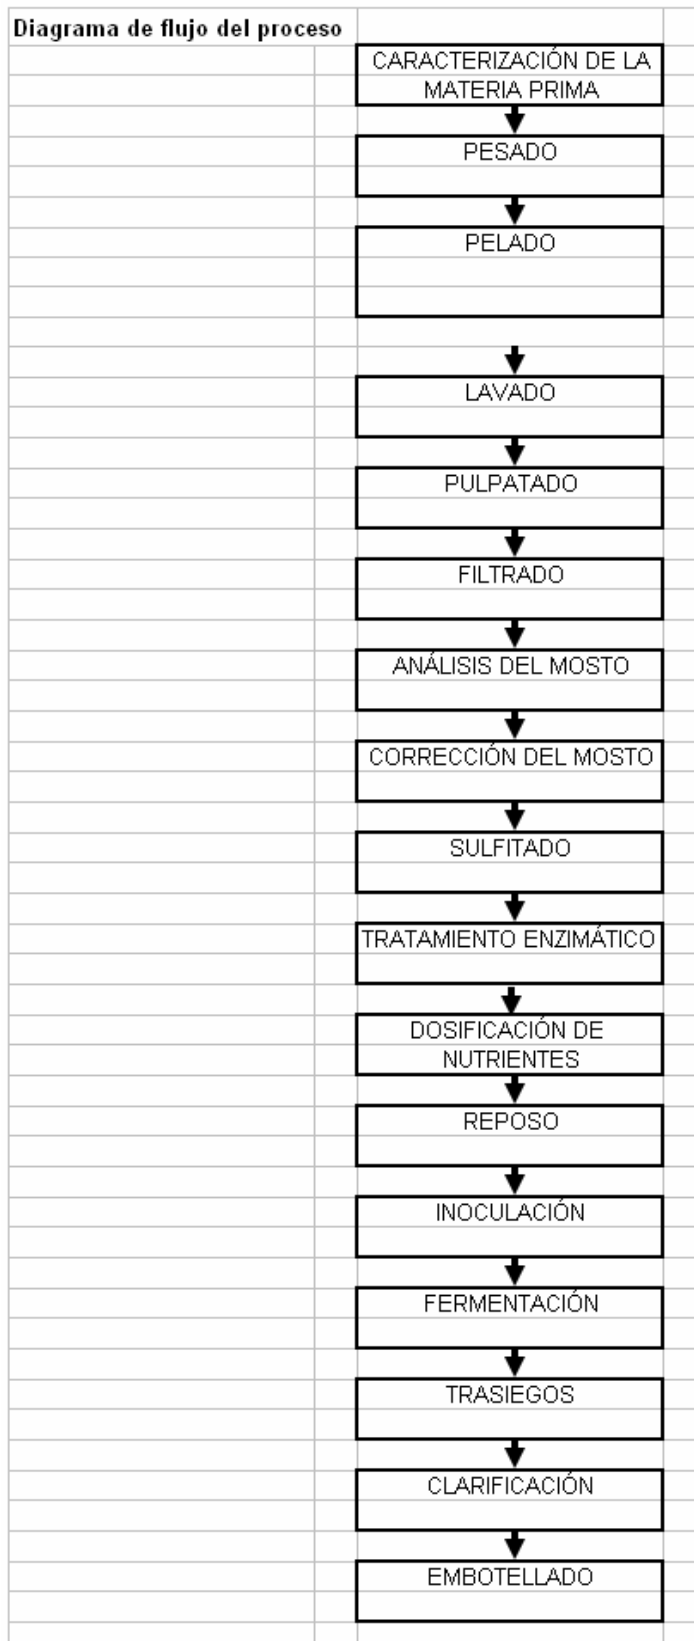 Diagrama de flujo del proceso
CARACTERIZACIÓN DE LA
MATERIA PRIMA
PESADO
PELADO
LAVADO
PULPATADO
FILTRADO
ANÁLISIS DEL MOSTO
CORRECCIÓN DEL MOSTO
SULFITADO
TRATAMIENTO ENZIMÁTICO
DOSIFICACIÓN DE
NUTRIENTES
REPOSO
INOCULACIÓN
FERMENTACIÓN
TRASIEGOS
CLARIFICACIÓN
EMBOTELLADO